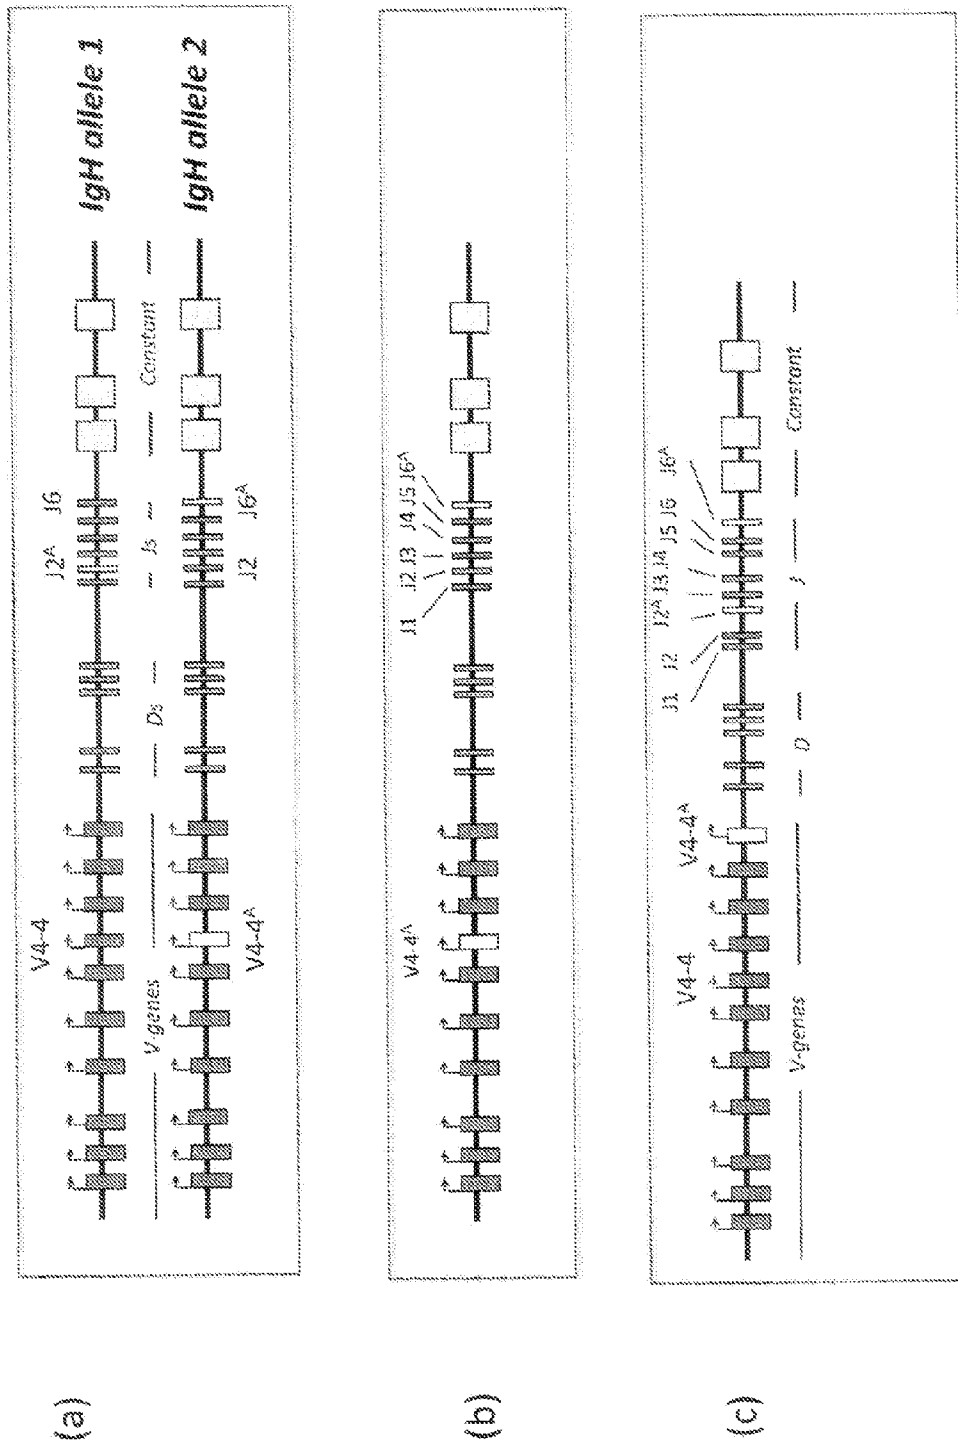 (a)
V4-4 J2ᴬ J6
IgH allele 1
V-genes Ds Js Constant
V4-4ᴬ J2 J6ᴬ
IgH allele 2
(b)
V4-4ᴬ J1 J2 J3 J4 J5 J6ᴬ
(c)
V4-4 V4-4ᴬ J1 J2 J2ᴬ J3 J4 J5 J6 J6ᴬ
V-genes D J Constant